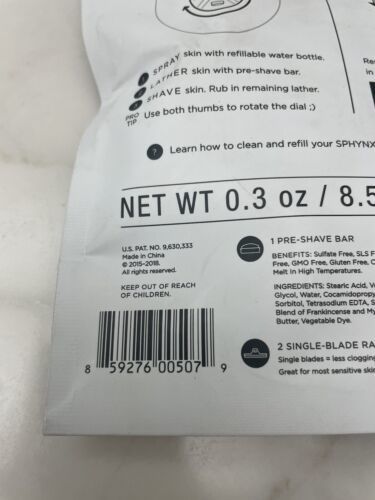 SPRAY skin with refillable water bottle.
LATHER skin with pre-shave bar.
SHAVE skin. Rub in remaining lather.
PRO TIP Use both thumbs to rotate the dial ;)
in
? Learn how to clean and refill your SPHYNX
NET WT 0.3 oz / 8.5
U.S. PAT. NO. 9,630,333
Made in China
© 2015-2018.
All rights reserved.
KEEP OUT OF REACH
OF CHILDREN.
8 59276 00507 9
1 PRE-SHAVE BAR
BENEFITS: Sulfate Free, SLS F
Free, GMO Free, Gluten Free, C
Melt in High Temperatures.
INGREDIENTS: Stearic Acid, V
Glycol, Water, Cocamidopropy
Sorbitol, Tetrasodium EDTA, S
Blend of Frankincense and My
Butter, Vegetable Dye.
2 SINGLE-BLADE RA
Single blades = less clogging
Great for most sensitive skin